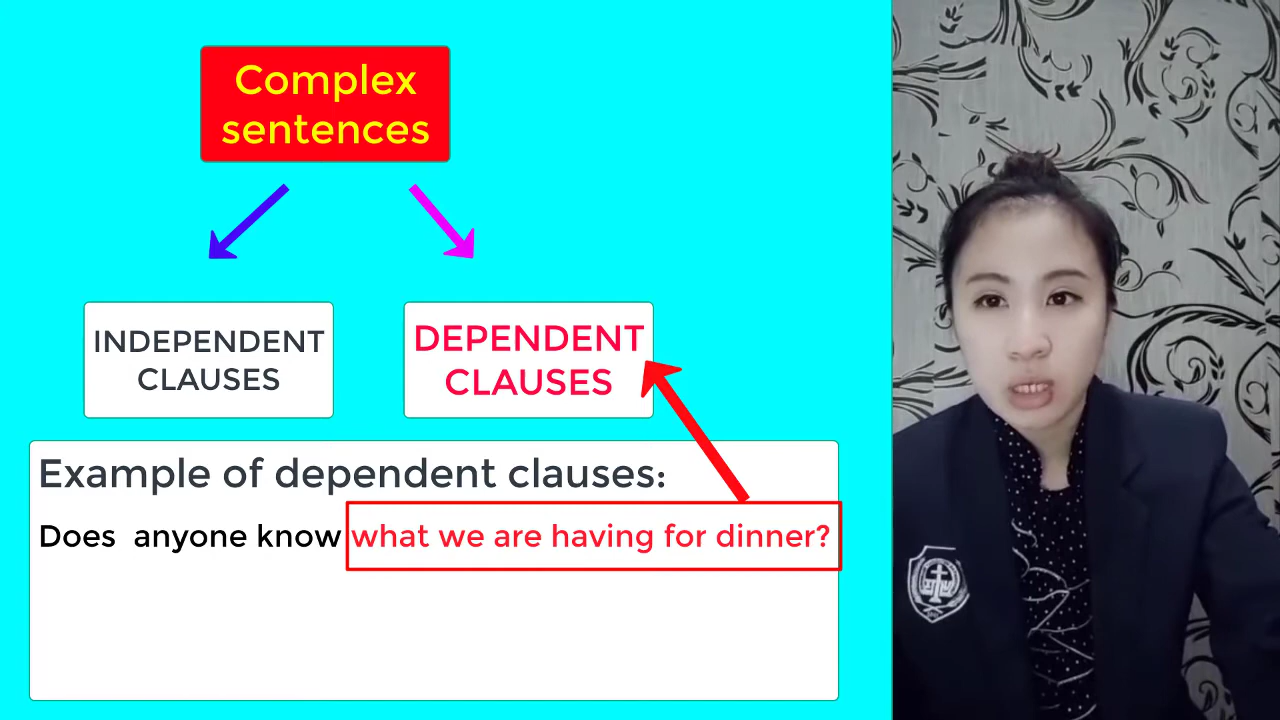 Complex
sentences
INDEPENDENT
CLAUSES
DEPENDENT
CLAUSES
Example of dependent clauses:
Does anyone know what we are having for dinner?